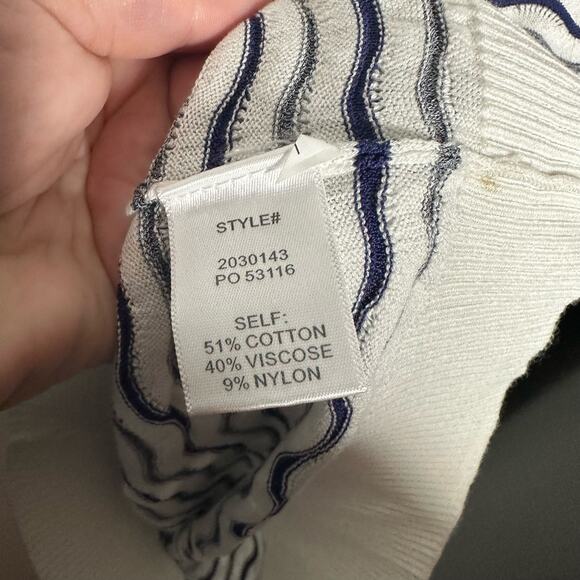 STYLE#
2030143
PO 53116
SELF:
51% COTTON
40% VISCOSE
9% NYLON